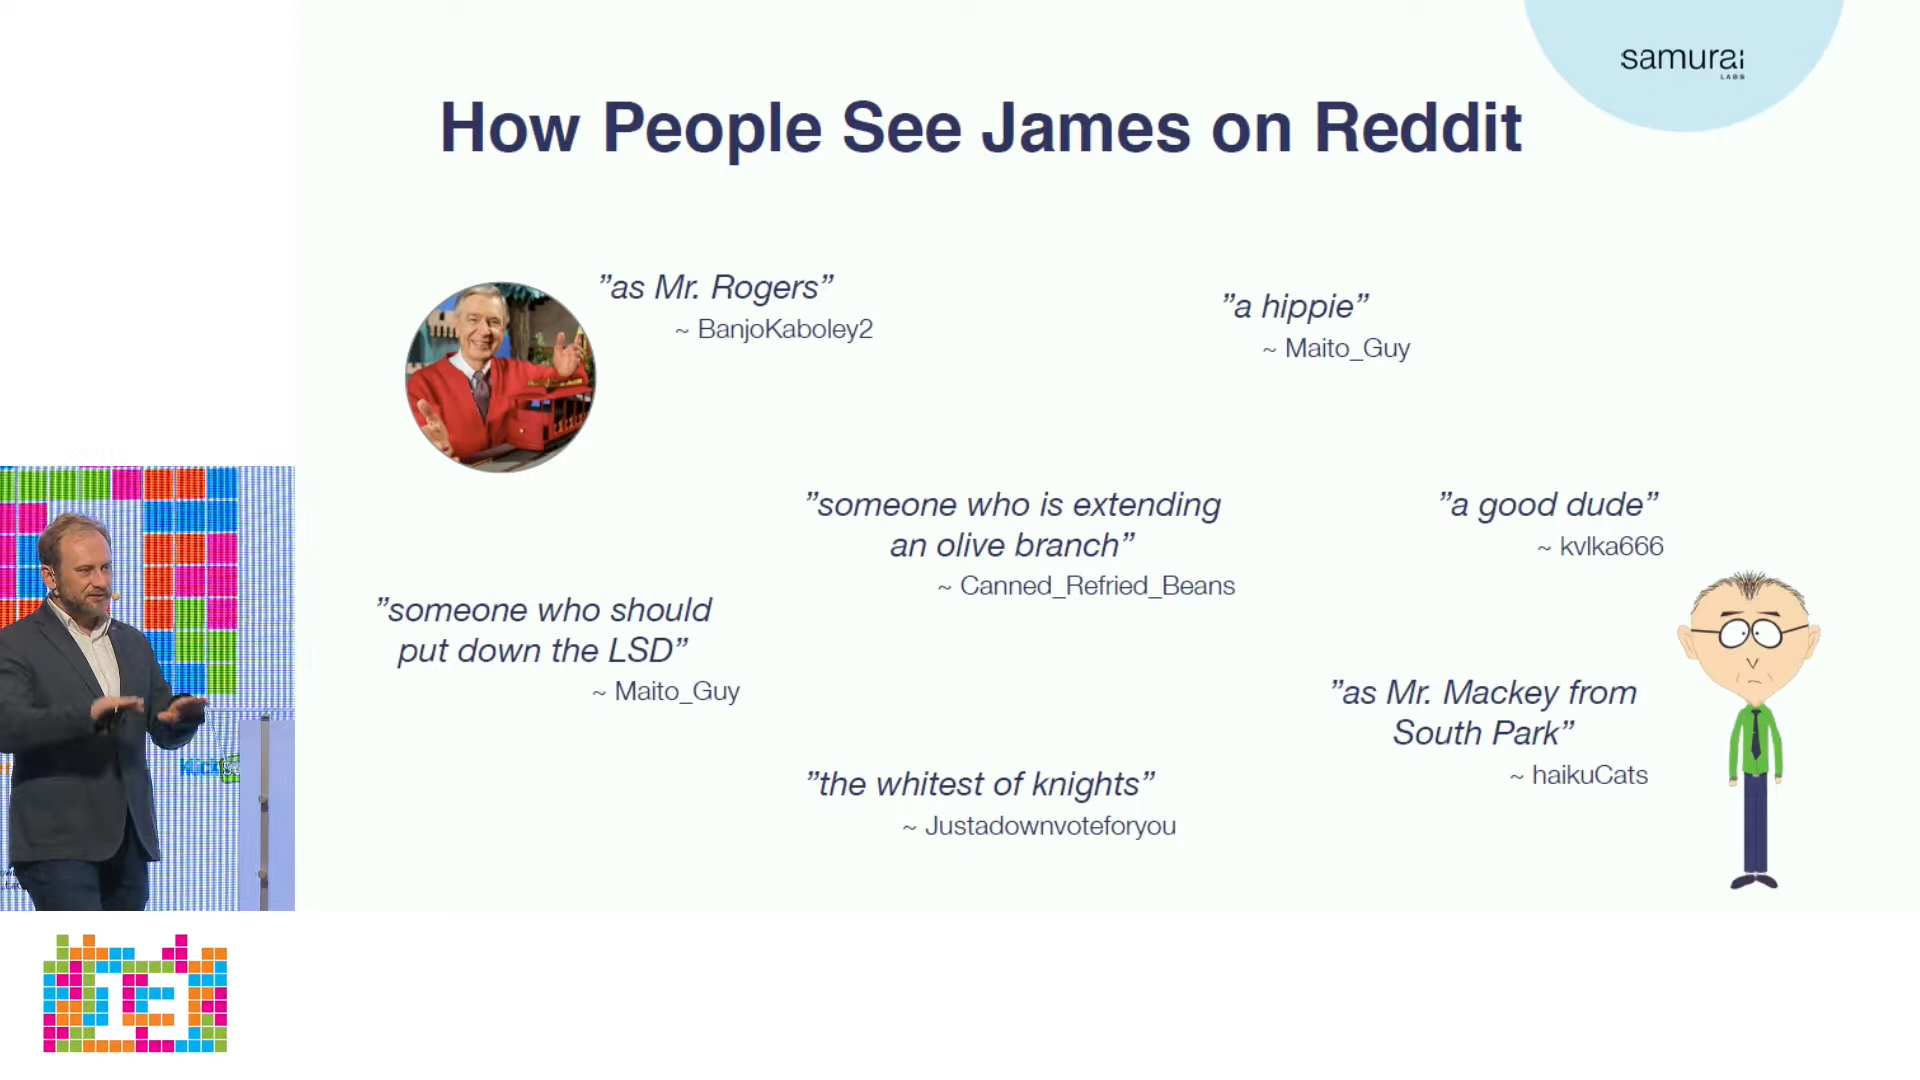 samurai
LABS
How People See James on Reddit
”as Mr. Rogers”
~ BanjoKaboley2
”a hippie”
~ Maito_Guy
”someone who is extending
an olive branch”
~ Canned_Refried_Beans
”a good dude”
~ kvlka666
”someone who should
put down the LSD”
~ Maito_Guy
”as Mr. Mackey from
South Park”
~ haikuCats
”the whitest of knights”
~ Justadownvoteforyou